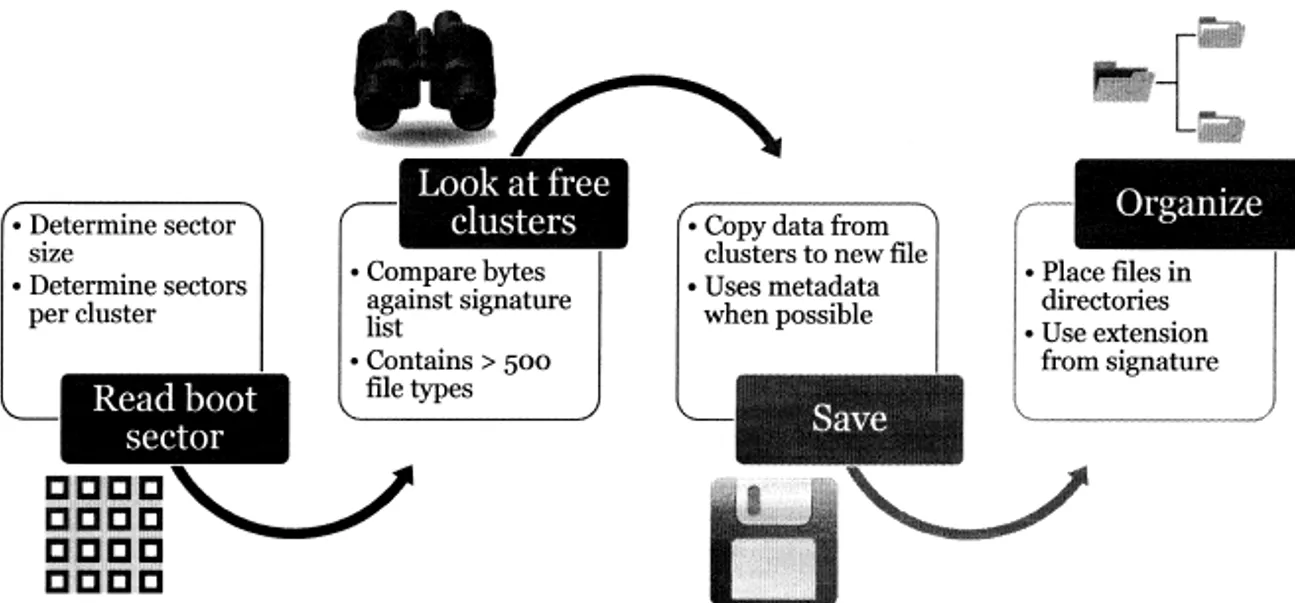 • Determine sector
size
• Determine sectors
per cluster
Read boot
sector
Look at free
clusters
• Compare bytes
against signature
list
• Contains > 500
file types
• Copy data from
clusters to new file
• Uses metadata
when possible
Save
Organize
• Place files in
directories
• Use extension
from signature